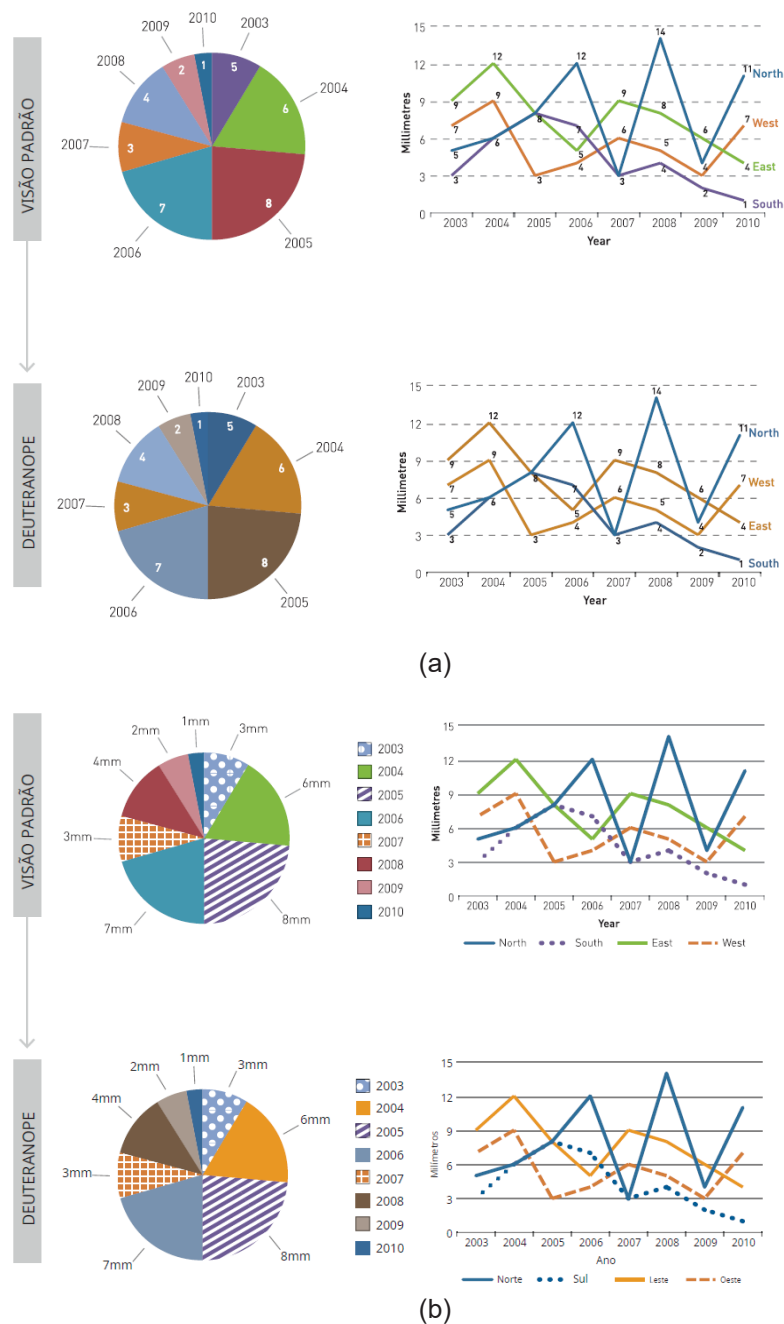 VISÃO PADRÃO
2010
2009
2003
2008
2004
2007
2006
2005
1
2
5
4
6
3
7
8
15
12
9
6
3
0
Millimetres
14
12
12
11
North
9
9
9
8
7
7
West
8
7
6
6
6
5
5
5
4
4
4
East
3
3
3
4
2
1
South
2003 2004 2005 2006 2007 2008 2009 2010
Year
DEUTERANOPE
2010
2009
2003
2008
2004
2007
2006
2005
1
2
5
4
6
3
7
8
15
12
9
6
3
0
Millimetres
14
12
12
11
North
9
9
9
8
7
7
West
8
7
6
6
6
5
5
5
4
4
4
East
3
3
3
4
2
1
South
2003 2004 2005 2006 2007 2008 2009 2010
Year
(a)
VISÃO PADRÃO
1mm
2mm
3mm
4mm
6mm
3mm
7mm
8mm
2003
2004
2005
2006
2007
2008
2009
2010
15
12
9
6
3
0
Millimetres
2003 2004 2005 2006 2007 2008 2009 2010
Year
North South East West
DEUTERANOPE
1mm
2mm
3mm
4mm
6mm
3mm
7mm
8mm
2003
2004
2005
2006
2007
2008
2009
2010
15
12
9
6
3
0
Milímetros
2003 2004 2005 2006 2007 2008 2009 2010
Ano
Norte Sul Leste Oeste
(b)